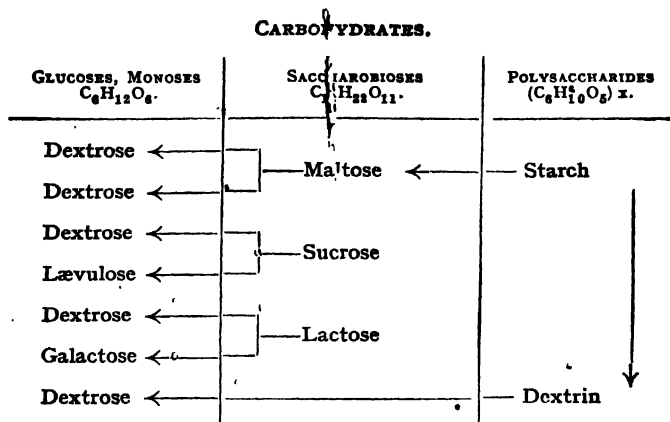 CARBOHYDRATES.
GLUCOSES, MONOSES
C₆H₁₂O₆.
SACCHAROBIOSES
C₁₂H₂₂O₁₁.
POLYSACCHARIDES
(C₆H₁₀O₅) x.
Dextrose
Dextrose
Maltose
Starch
Dextrose
Lævulose
Sucrose
Dextrose
Galactose
Lactose
Dextrose
Dextrin